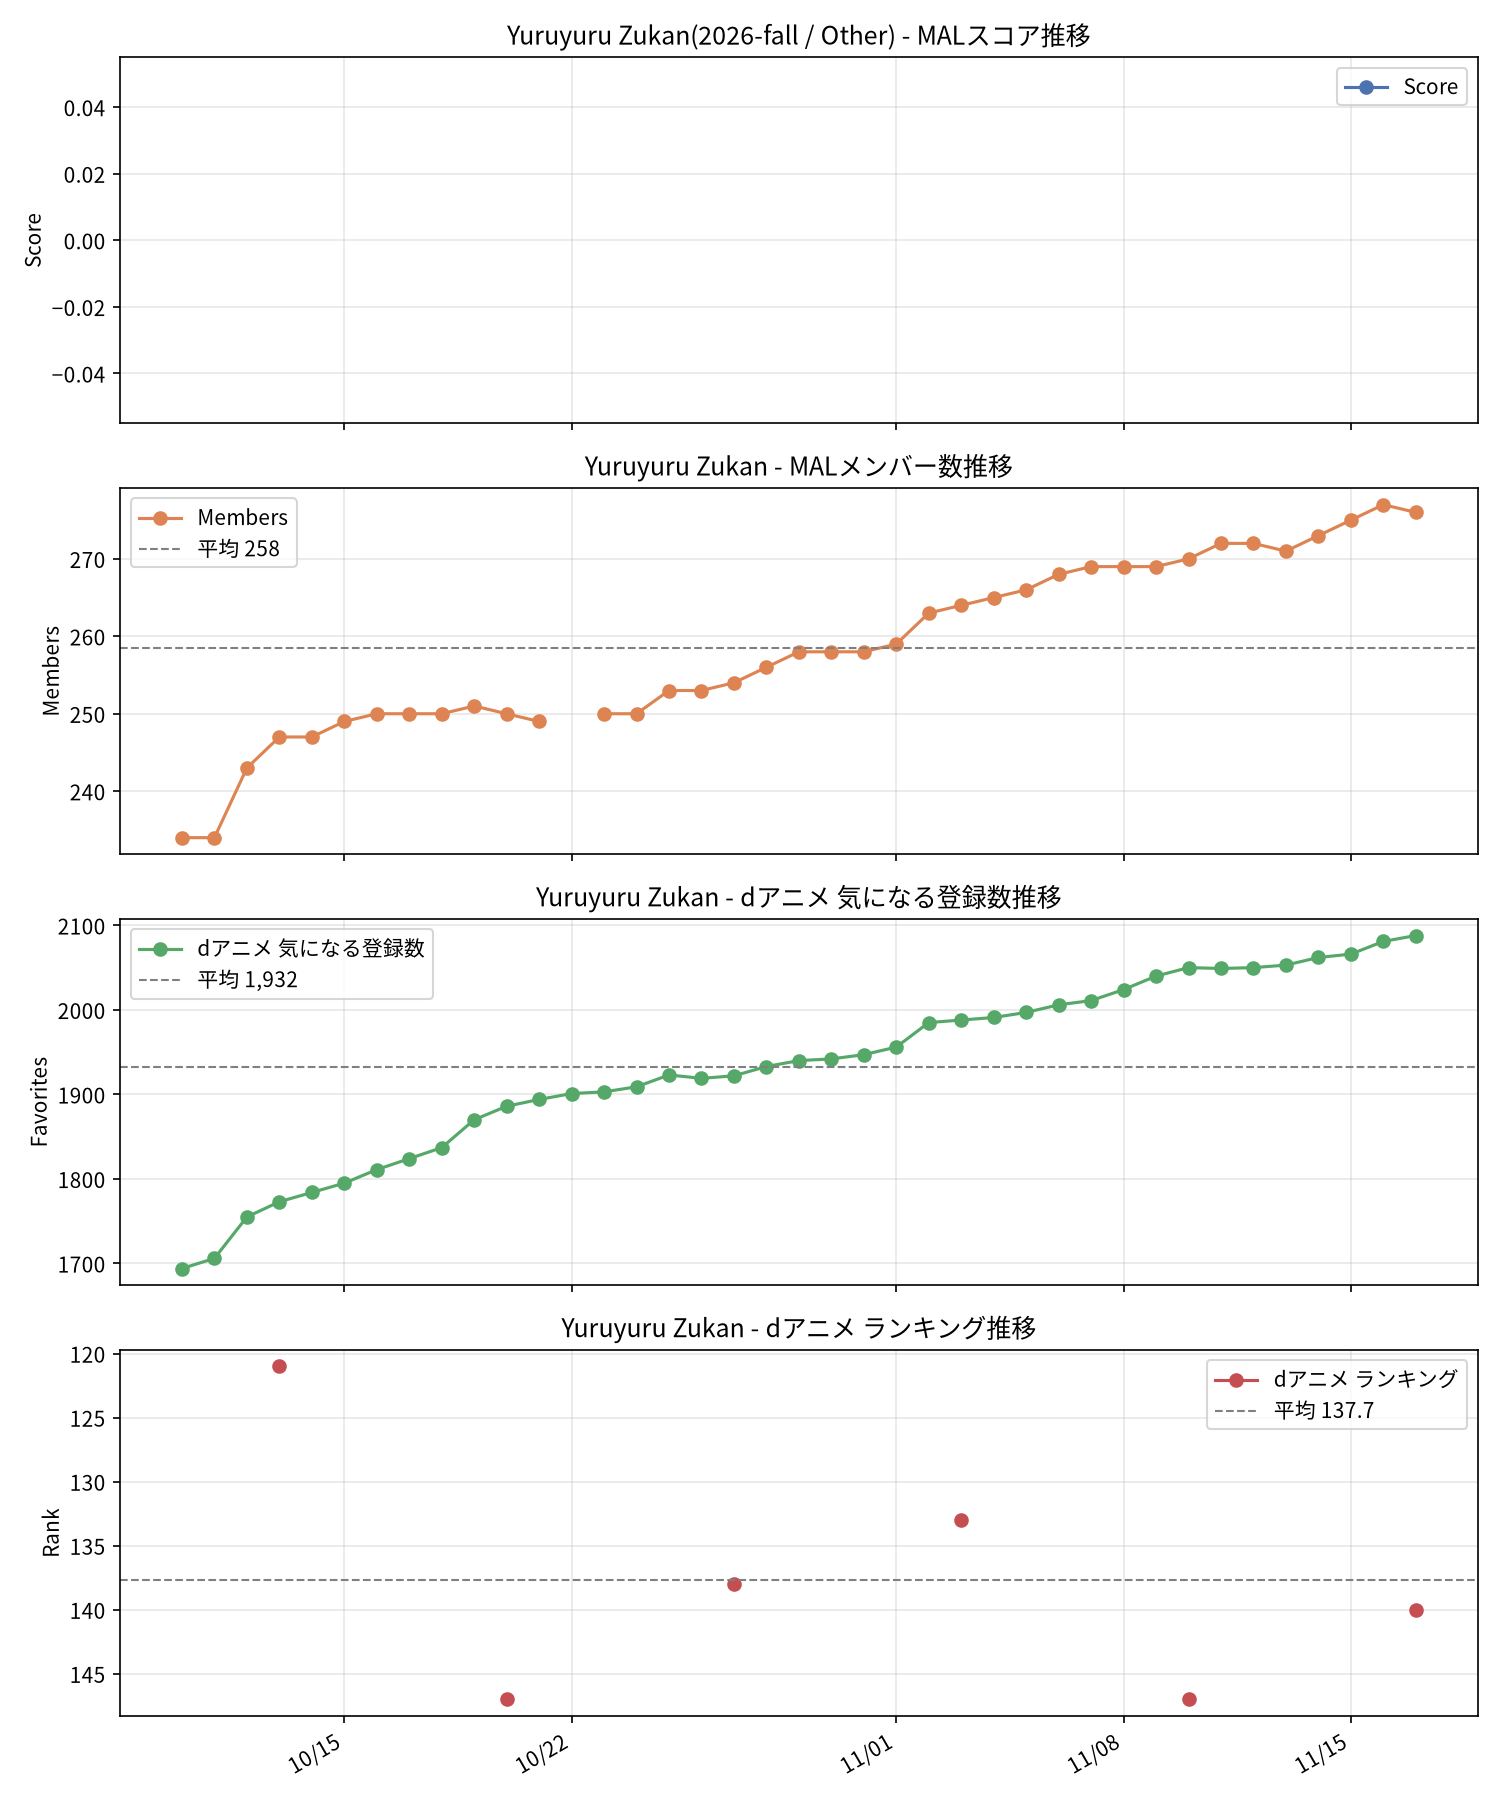 Yuruyuru Zukan(2026-fall / Other) - MALスコア推移
Score
0.04
0.02
0.00
−0.02
−0.04
Score
Yuruyuru Zukan - MALメンバー数推移
Members
平均 258
270
260
250
240
Members
Yuruyuru Zukan - dアニメ 気になる登録数推移
dアニメ 気になる登録数
平均 1,932
2100
2000
1900
1800
1700
Favorites
Yuruyuru Zukan - dアニメ ランキング推移
dアニメ ランキング
平均 137.7
120
125
130
135
140
145
Rank
10/15
10/22
11/01
11/08
11/15